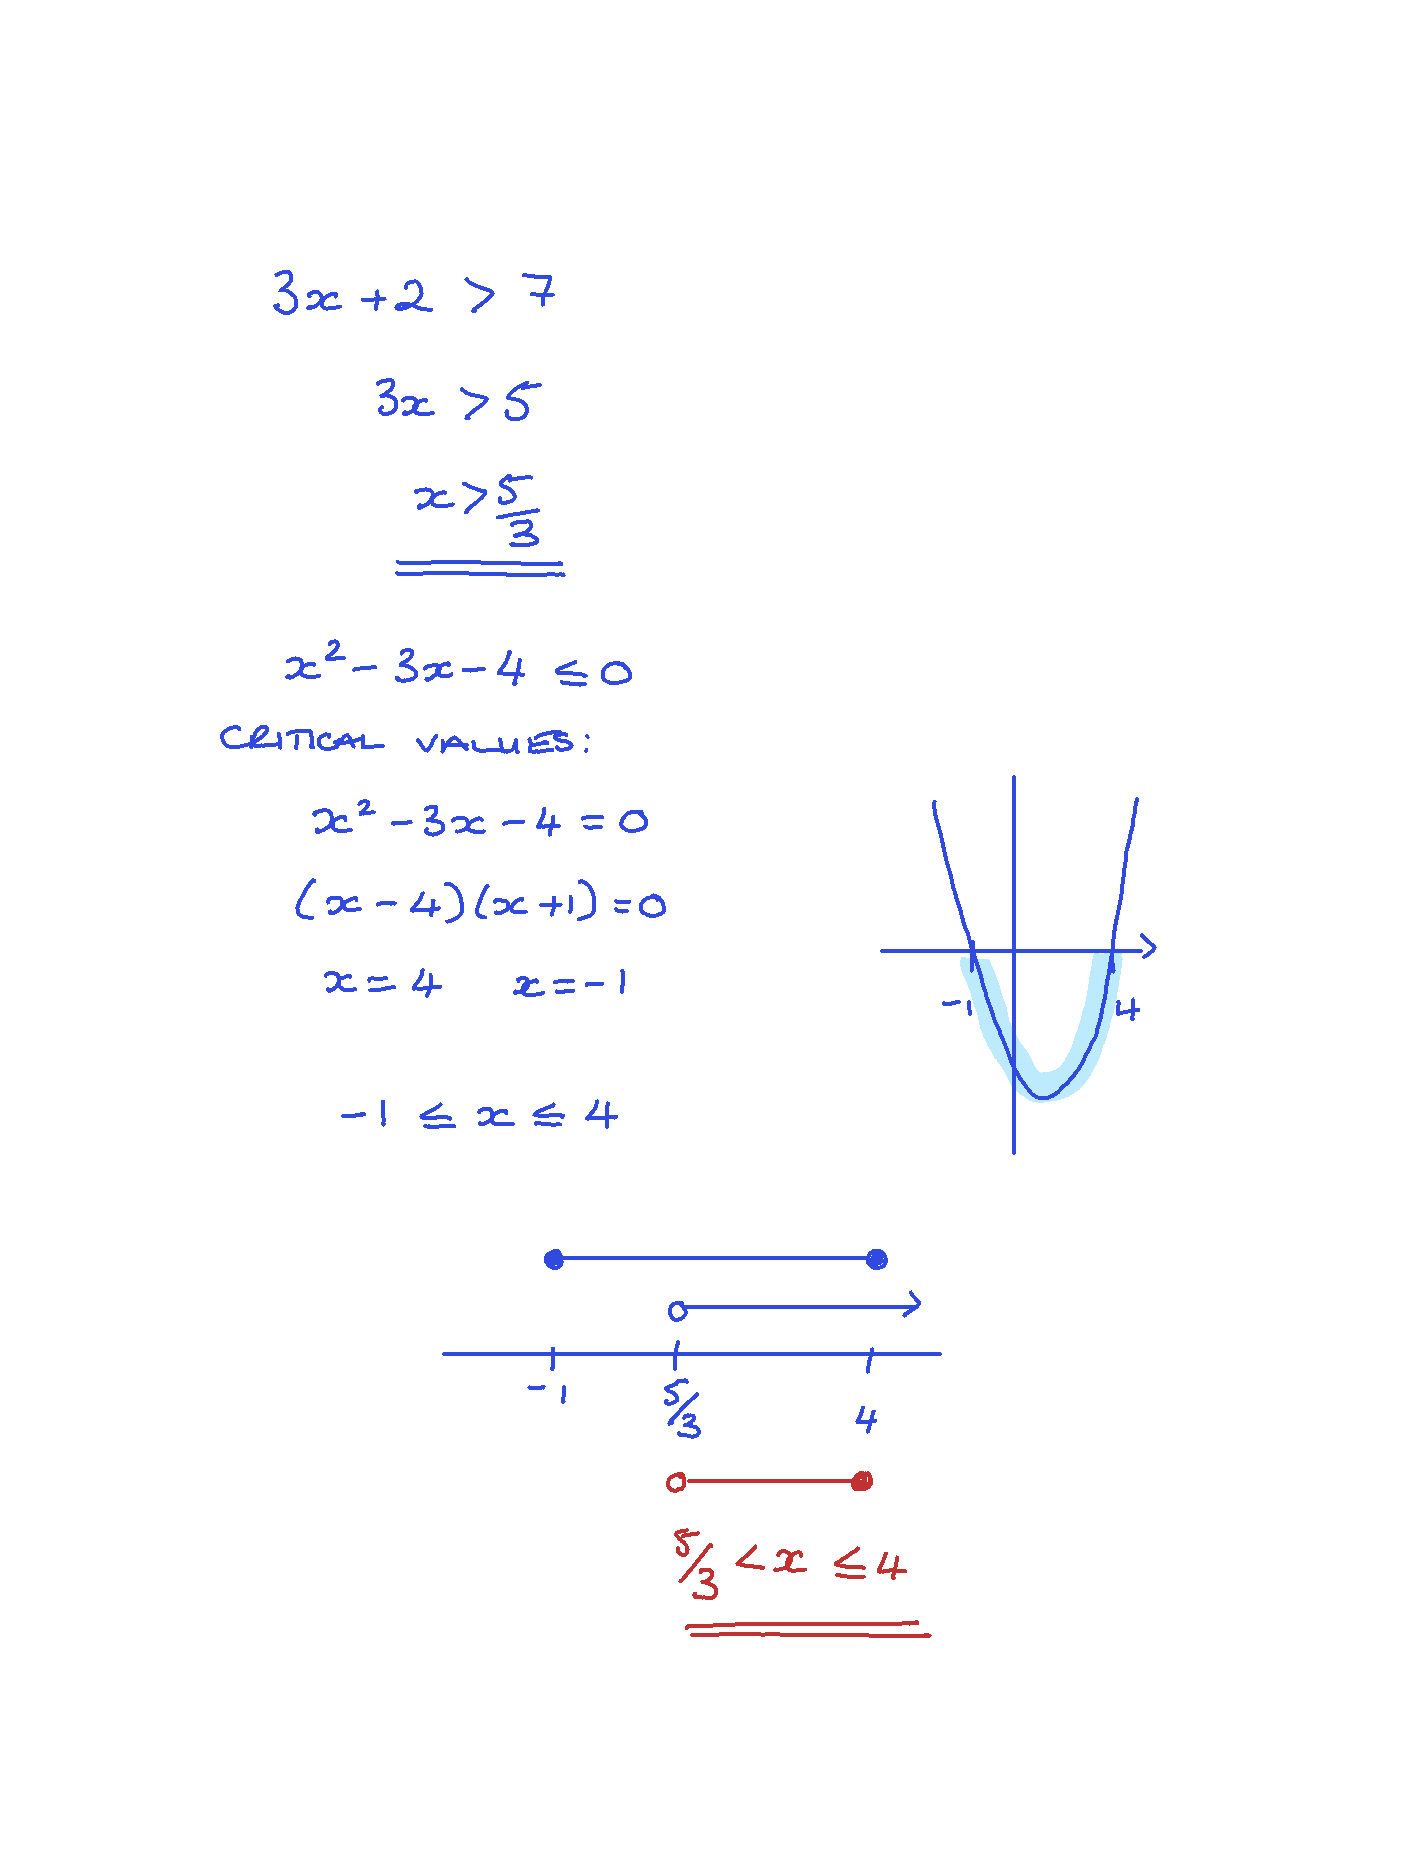 3x + 2 > 7
3x > 5
x > 5/3
x² - 3x - 4 ≤ 0
CRITICAL VALUES:
x² - 3x - 4 = 0
(x - 4)(x + 1) = 0
x = 4 x = -1
-1 4
-1 ≤ x ≤ 4
-1 5/3 4
5/3 < x ≤ 4